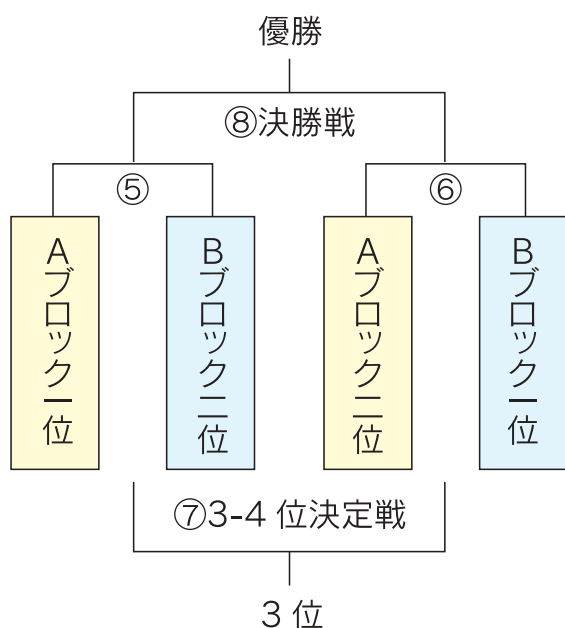 優勝
⑧決勝戦
⑤
⑥
Aブロック一位
Bブロック二位
Aブロック二位
Bブロック一位
⑦3-4 位決定戦
3 位